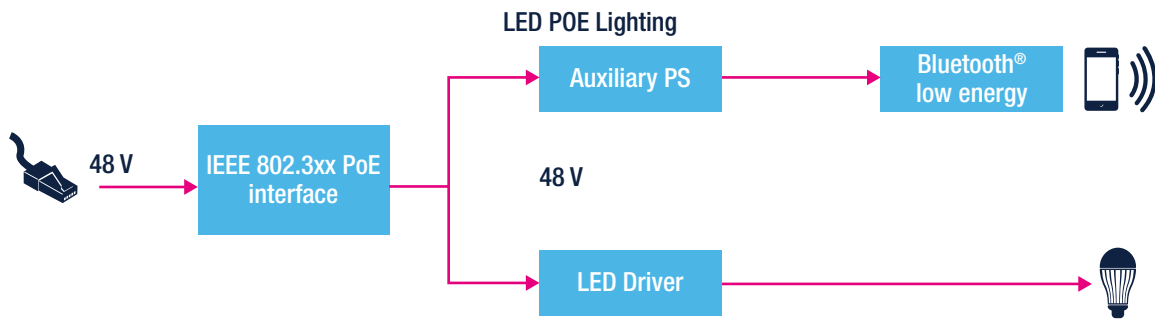 LED POE Lighting
Auxiliary PS
Bluetooth®
low energy
48 V
IEEE 802.3xx PoE
interface
48 V
LED Driver